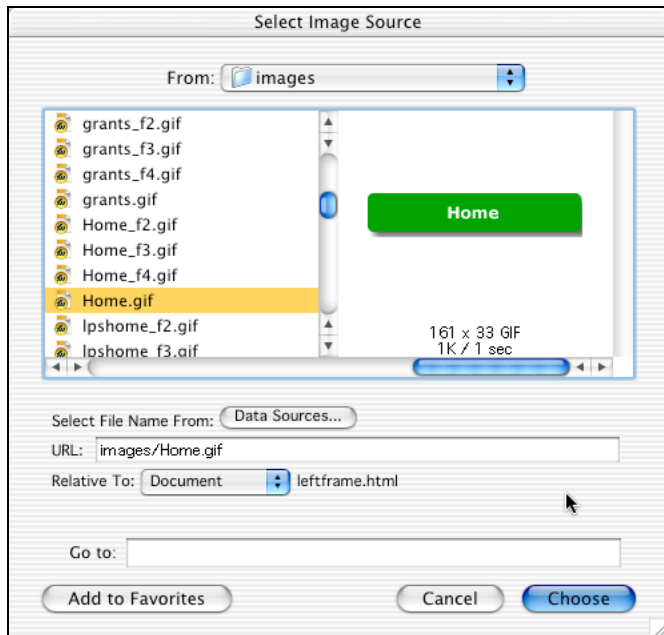 Select Image Source
From: images
grants_f2.gif
grants_f3.gif
grants_f4.gif
grants.gif
Home_f2.gif
Home_f3.gif
Home_f4.gif
Home.gif
lpshome_f2.gif
lpshome_f3.gif
Home
161 x 33 GIF
1K / 1 sec
Select File Name From: Data Sources...
URL: images/Home.gif
Relative To: Document leftframe.html
Go to:
Add to Favorites Cancel Choose